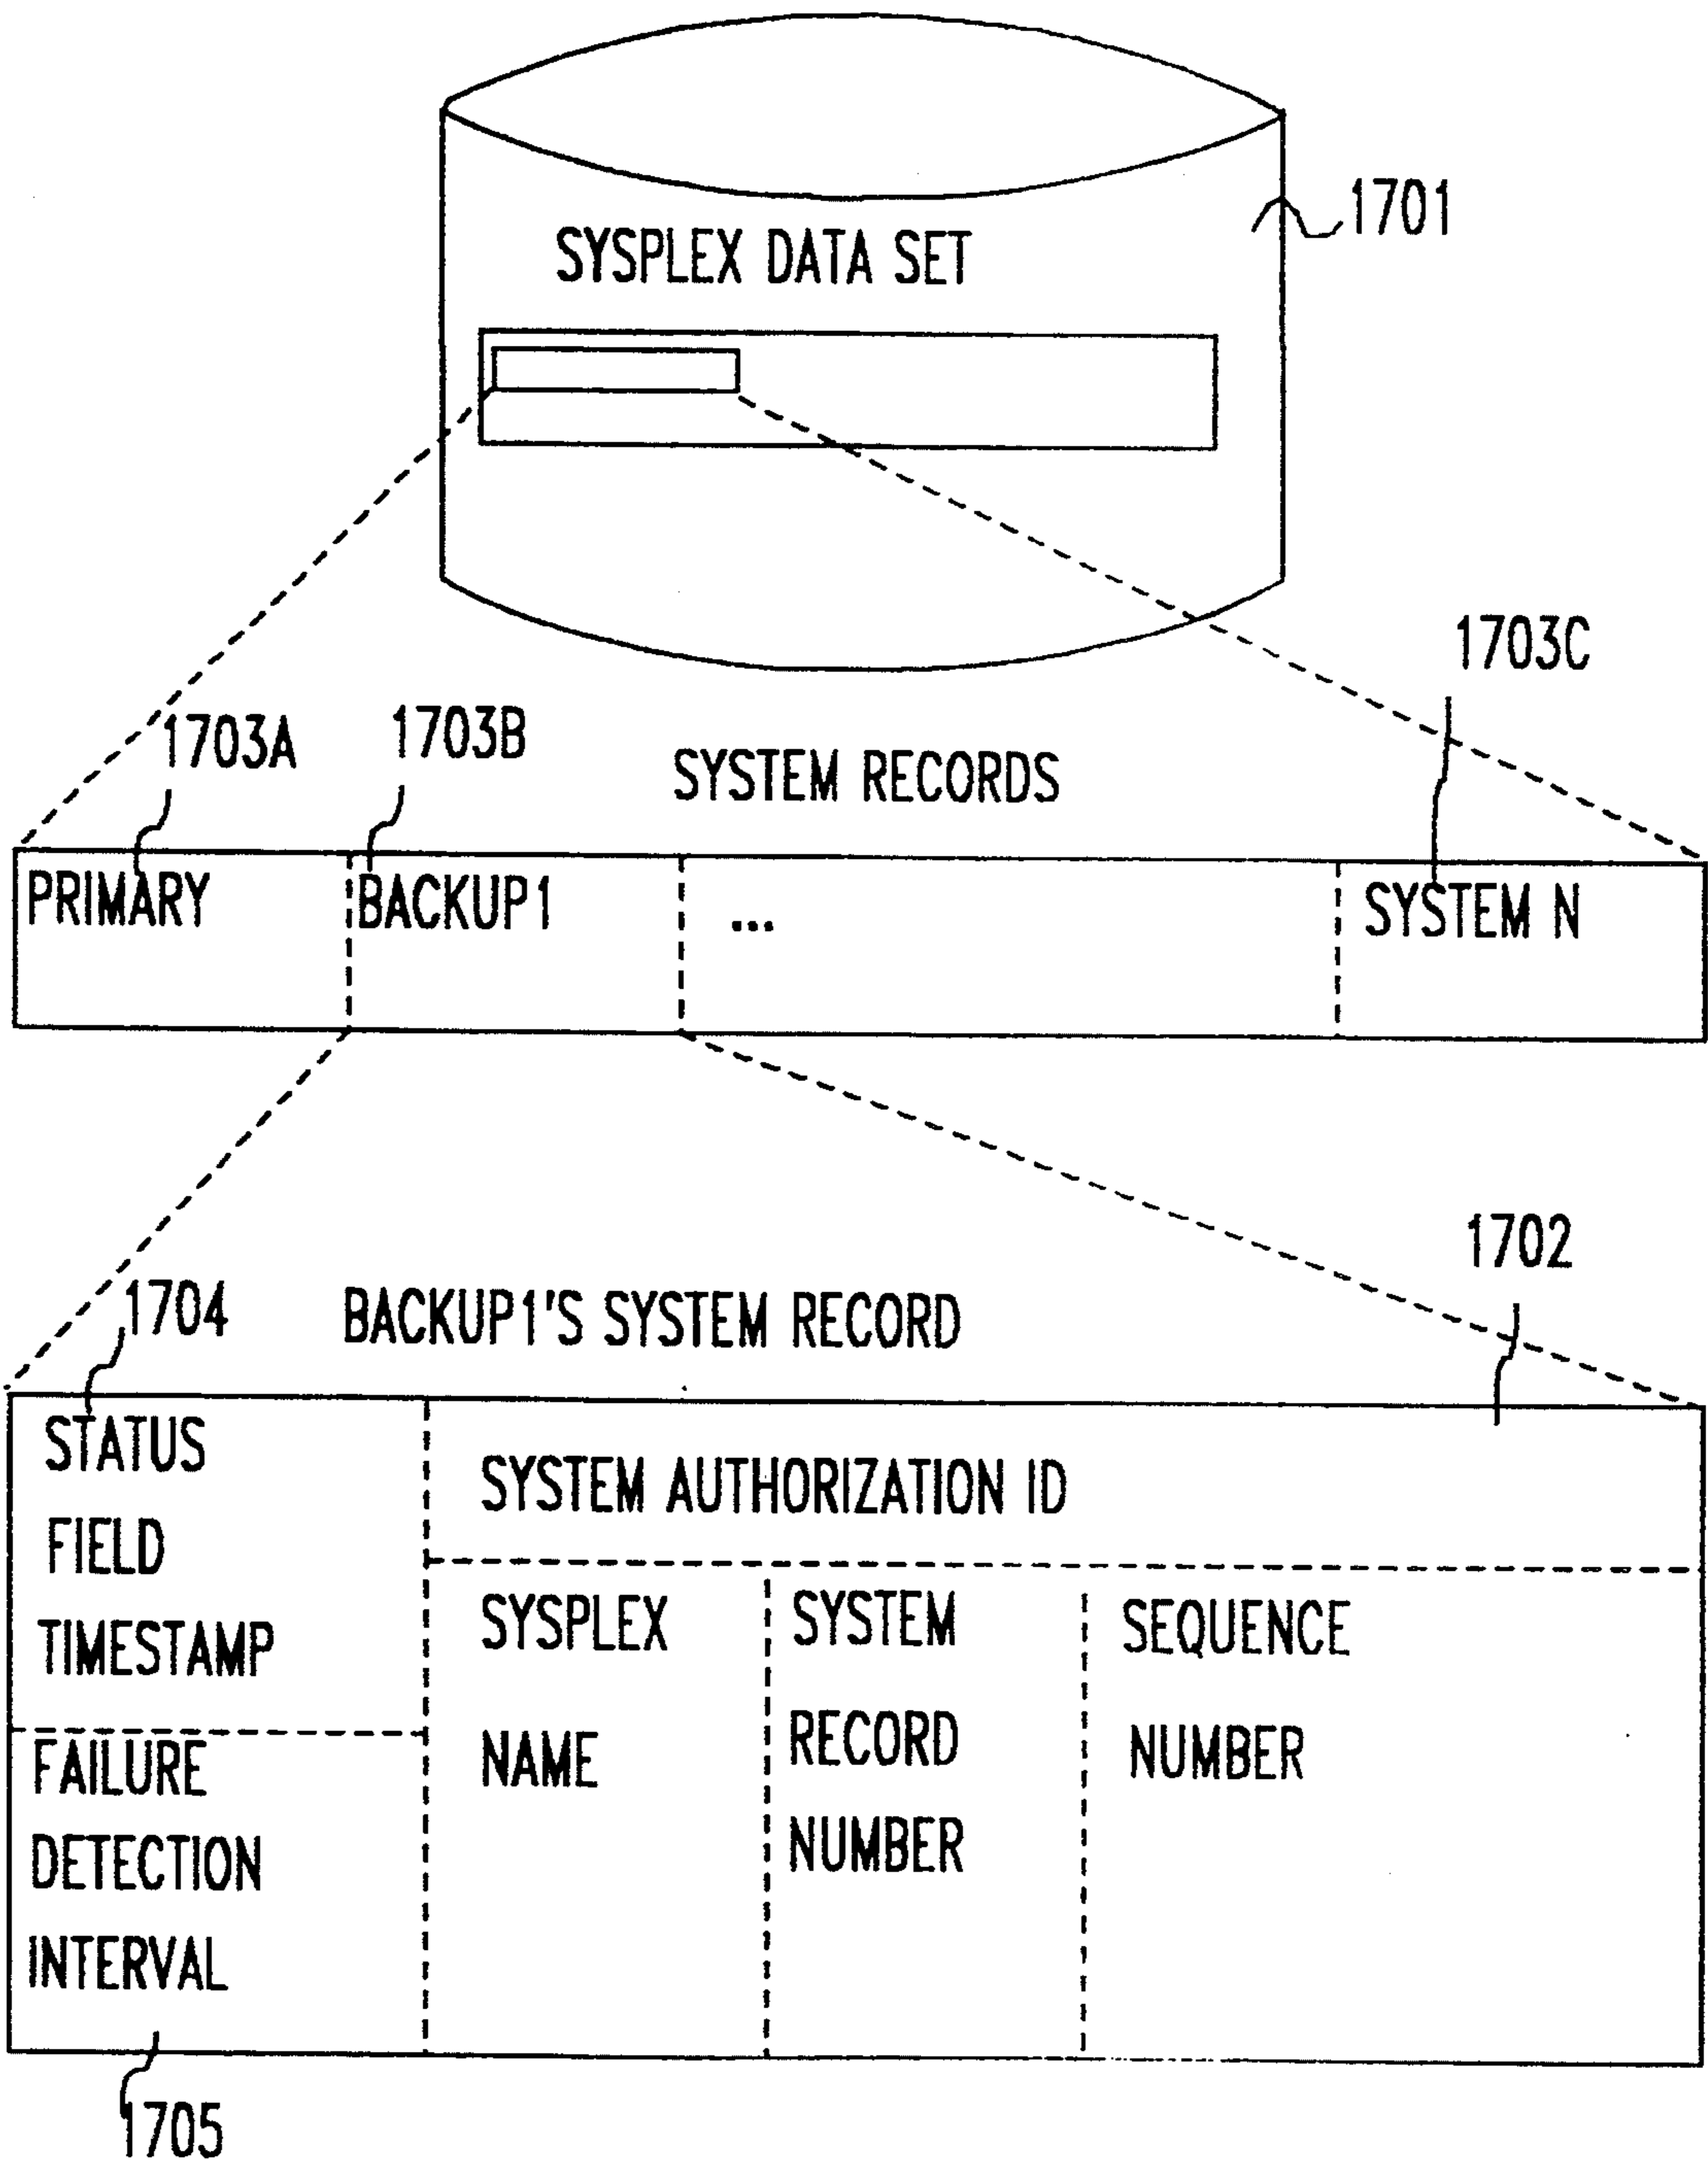 1701
SYSPLEX DATA SET
1703C
1703A
1703B
SYSTEM RECORDS
PRIMARY
BACKUP1
...
SYSTEM N
1702
1704
BACKUP1'S SYSTEM RECORD
STATUS
FIELD
TIMESTAMP
SYSTEM AUTHORIZATION ID
SYSPLEX
NAME
SYSTEM
RECORD
NUMBER
SEQUENCE
NUMBER
FAILURE
DETECTION
INTERVAL
1705